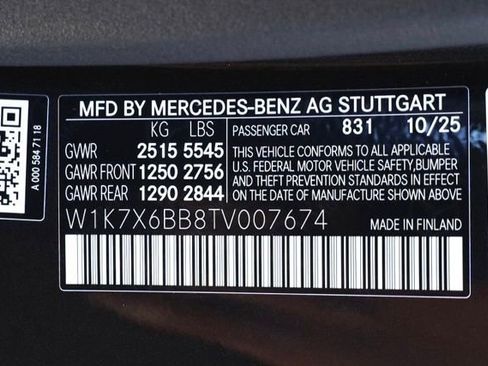 MFD BY MERCEDES-BENZ AG STUTTGART
KG LBS PASSENGER CAR 831 10/25
GVWR 2515 5545
GAWR FRONT 1250 2756
GAWR REAR 1290 2844
THIS VEHICLE CONFORMS TO ALL APPLICABLE
U.S. FEDERAL MOTOR VEHICLE SAFETY,BUMPER
AND THEFT PREVENTION STANDARDS IN EFFECT
ON THE DATE OF MANUFACTURE SHOWN ABOVE.
W1K7X6BB8TV007674
MADE IN FINLAND
A 000 584 71 18